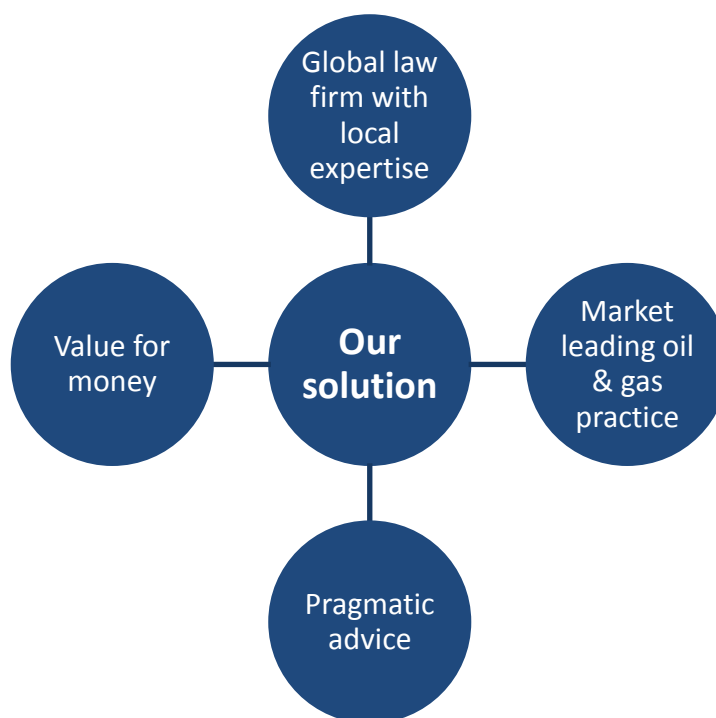 Global law
firm with
local
expertise
Value for
money
Our
solution
Market
leading oil
& gas
practice
Pragmatic
advice